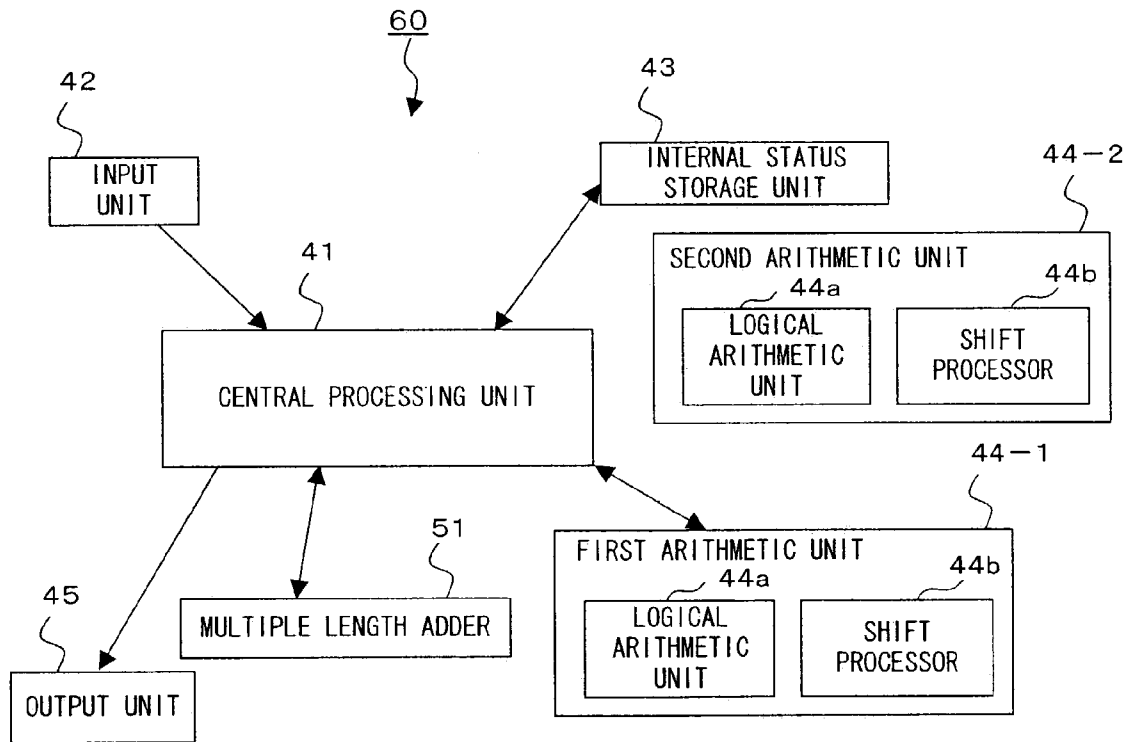 60
42
43
INPUT
UNIT
INTERNAL STATUS
STORAGE UNIT
44-2
41
SECOND ARITHMETIC UNIT
44a
44b
LOGICAL
ARITHMETIC
UNIT
SHIFT
PROCESSOR
CENTRAL PROCESSING UNIT
44-1
51
FIRST ARITHMETIC UNIT
44a
44b
45
MULTIPLE LENGTH ADDER
LOGICAL
ARITHMETIC
UNIT
SHIFT
PROCESSOR
OUTPUT UNIT